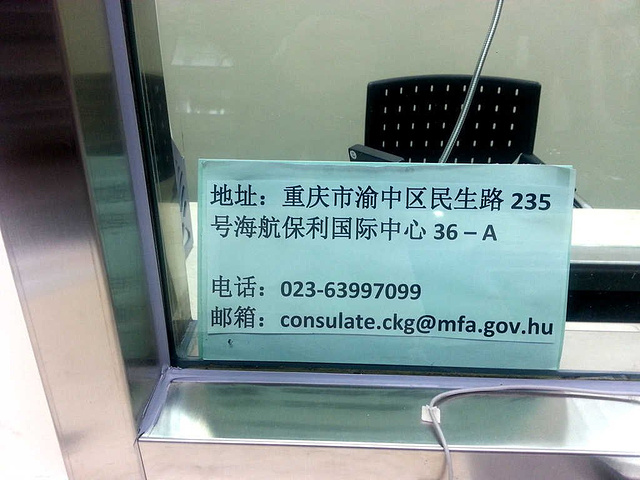 地址：重庆市渝中区民生路 235
号海航保利国际中心 36 – A
电话：023-63997099
邮箱：consulate.ckg@mfa.gov.hu